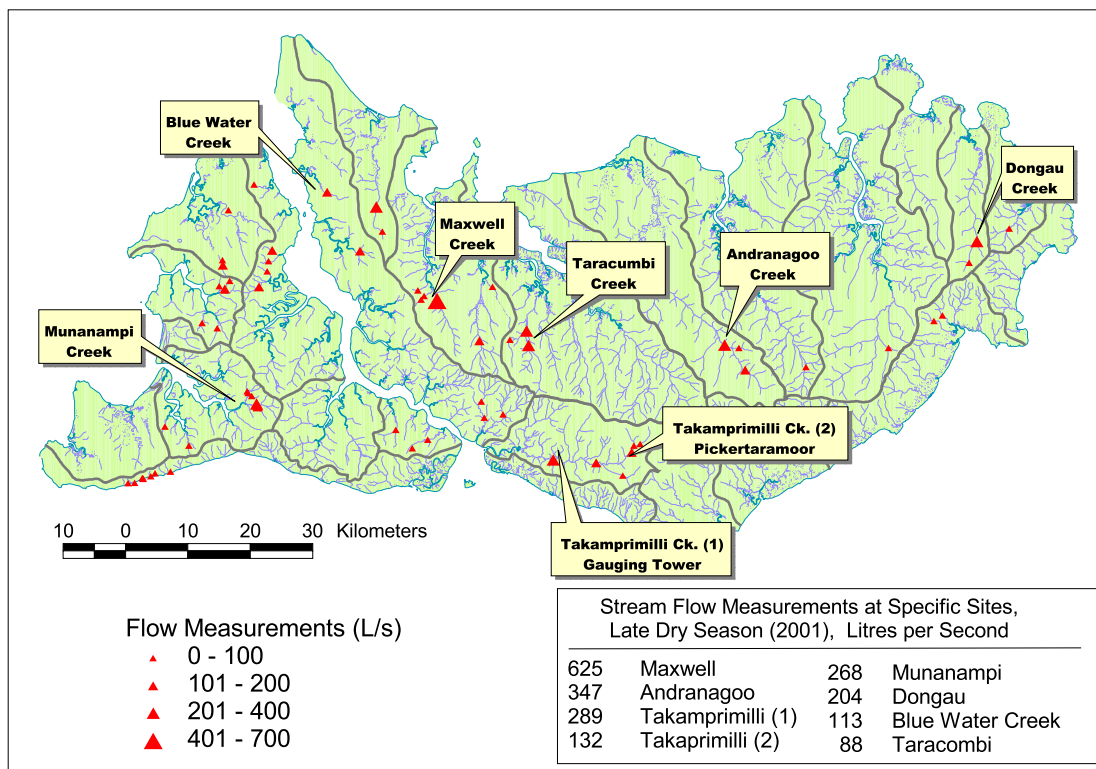 Blue Water
Creek
Dongau
Creek
Maxwell
Creek
Taracumbi
Creek
Andranagoo
Creek
Munanampi
Creek
Takamprimilli Ck. (2)
Pickertaramoor
Takamprimilli Ck. (1)
Gauging Tower
10 0 10 20 30 Kilometers
Flow Measurements (L/s)
0 - 100
101 - 200
201 - 400
401 - 700
Stream Flow Measurements at Specific Sites,
Late Dry Season (2001), Litres per Second
625 Maxwell
347 Andranagoo
289 Takamprimilli (1)
132 Takaprimilli (2)
268 Munanampi
204 Dongau
113 Blue Water Creek
88 Taracombi